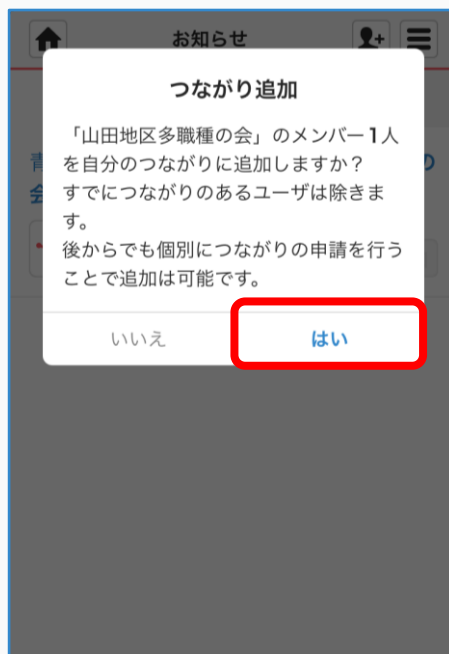 お知らせ
つながり追加
「山田地区多職種の会」のメンバー1人
を自分のつながりに追加しますか？
すでにつながりのあるユーザは除きま
す。
後からでも個別につながりの申請を行う
ことで追加は可能です。
青
の
会
いいえ
はい